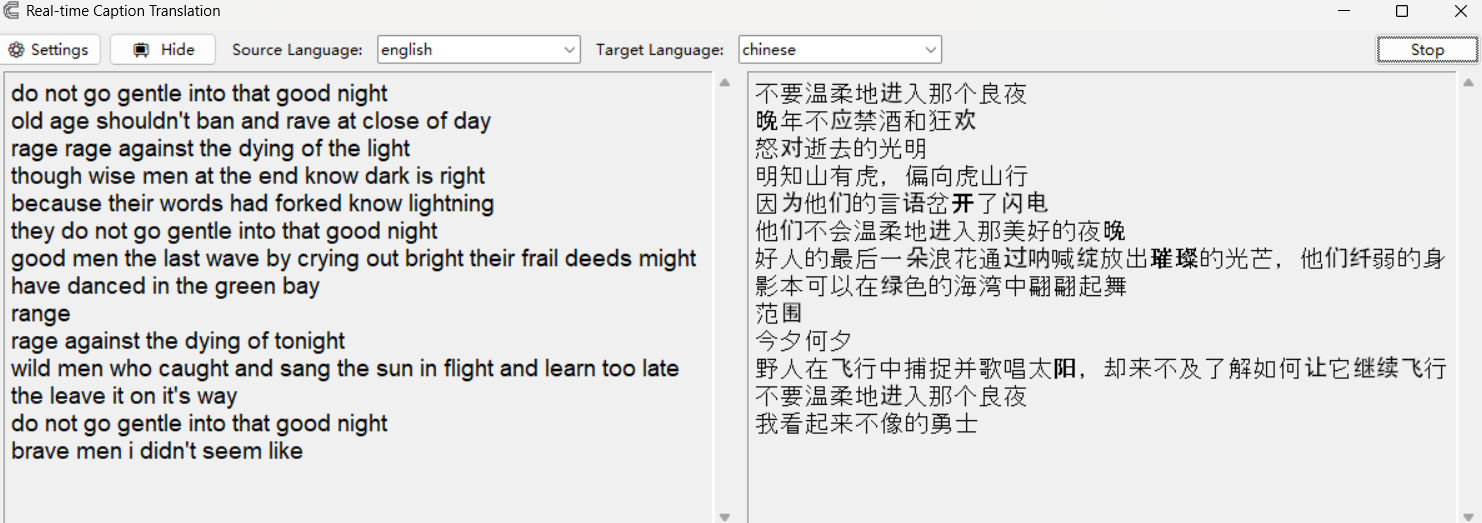 Real-time Caption Translation
Settings
Hide
Source Language:
english
Target Language:
chinese
Stop
do not go gentle into that good night
old age shouldn't ban and rave at close of day
rage rage against the dying of the light
though wise men at the end know dark is right
because their words had forked know lightning
they do not go gentle into that good night
good men the last wave by crying out bright their frail deeds might
have danced in the green bay
range
rage against the dying of tonight
wild men who caught and sang the sun in flight and learn too late
the leave it on it's way
do not go gentle into that good night
brave men i didn't seem like
不要温柔地进入那个良夜
晚年不应禁酒和狂欢
怒对逝去的光明
明知山有虎，偏向虎山行
因为他们的言语岔开了闪电
他们不会温柔地进入那美好的夜晚
好人的最后一朵浪花通过呐喊绽放出璀璨的光芒，他们纤弱的身
影本可以在绿色的海湾中翩翩起舞
范围
今夕何夕
野人在飞行中捕捉并歌唱太阳，却来不及了解如何让它继续飞行
不要温柔地进入那个良夜
我看起来不像的勇士